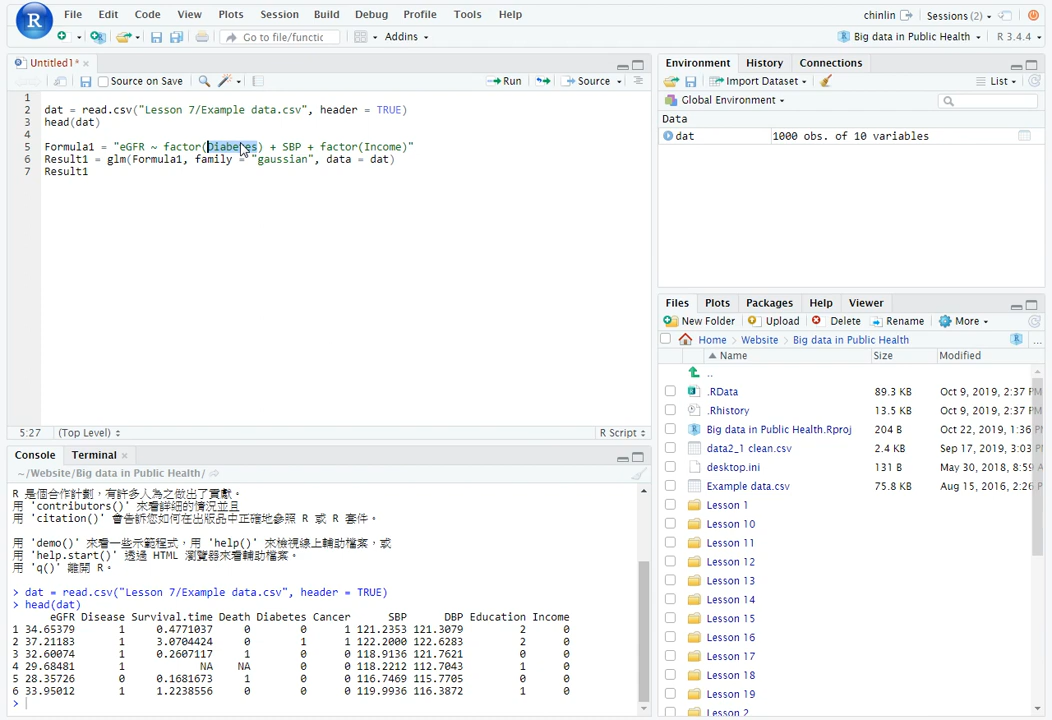 R File Edit Code View Plots Session Build Debug Profile Tools Help chinlin Sessions (2)
Go to file/functic Addins Big data in Public Health R 3.4.4
Untitled1*
Source on Save Run Source
1
2 dat = read.csv("Lesson 7/Example data.csv", header = TRUE)
3 head(dat)
4
5 Formula1 = "eGFR ~ factor(Diabetes) + SBP + factor(Income)"
6 Result1 = glm(Formula1, family = "gaussian", data = dat)
7 Result1
5:27 (Top Level) R Script
Console Terminal
~/Website/Big data in Public Health/
R 是個合作計劃，有許多人為之做出了貢獻。
用 'contributors()' 來看詳細的情況並且
用 'citation()' 會告訴您如何在出版品中正確地參照 R 或 R 套件。
用 'demo()' 來看一些示範程式，用 'help()' 來檢視線上輔助檔案，或
用 'help.start()' 透過 HTML 瀏覽器來看輔助檔案。
用 'q()' 離開 R。
> dat = read.csv("Lesson 7/Example data.csv", header = TRUE)
> head(dat)
eGFR Disease Survival.time Death Diabetes Cancer SBP DBP Education Income
1 34.65379 1 0.4771037 0 0 1 121.2353 121.3079 2 0
2 37.21183 1 3.0704424 0 1 1 122.2000 122.6283 2 0
3 32.60074 1 0.2607117 1 0 0 118.9136 121.7621 0 0
4 29.68481 1 NA NA 0 0 118.2212 112.7043 1 0
5 28.35726 0 0.1681673 1 0 0 116.7469 115.7705 0 0
6 33.95012 1 1.2238556 0 0 0 119.9936 116.3872 1 0
>
Environment History Connections
Import Dataset List
Global Environment
Data
dat 1000 obs. of 10 variables
Files Plots Packages Help Viewer
New Folder Upload Delete Rename More
Home Website Big data in Public Health R ...
Name Size Modified
..
.RData 89.3 KB Oct 9, 2019, 2:37 PM
.Rhistory 13.5 KB Oct 9, 2019, 2:37 PM
Big data in Public Health.Rproj 204 B Oct 22, 2019, 1:36 P
data2_1 clean.csv 2.4 KB Sep 17, 2019, 3:03
desktop.ini 131 B May 30, 2018, 8:59 A
Example data.csv 75.8 KB Aug 15, 2016, 2:26 P
Lesson 1
Lesson 10
Lesson 11
Lesson 12
Lesson 13
Lesson 14
Lesson 15
Lesson 16
Lesson 17
Lesson 18
Lesson 19
Lesson 2